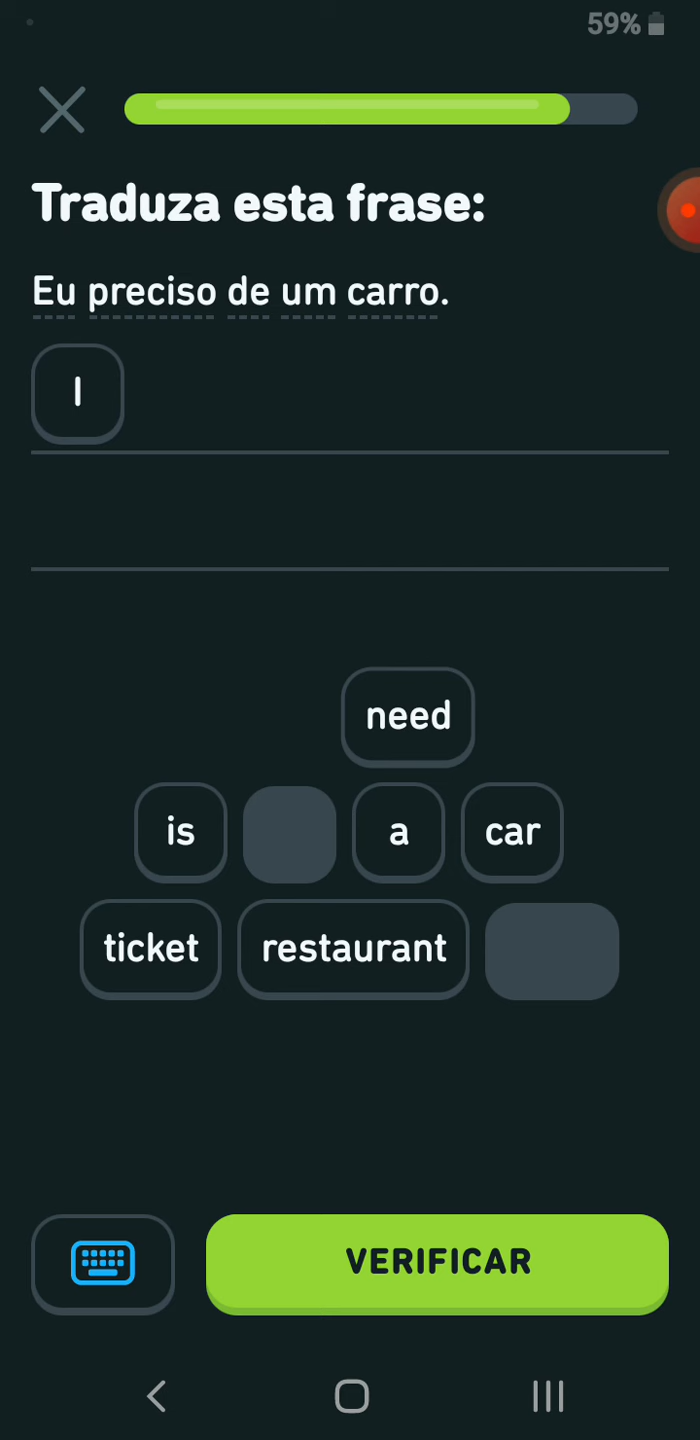 59%
Traduza esta frase:
Eu preciso de um carro.
I
need
is a car
ticket restaurant
VERIFICAR